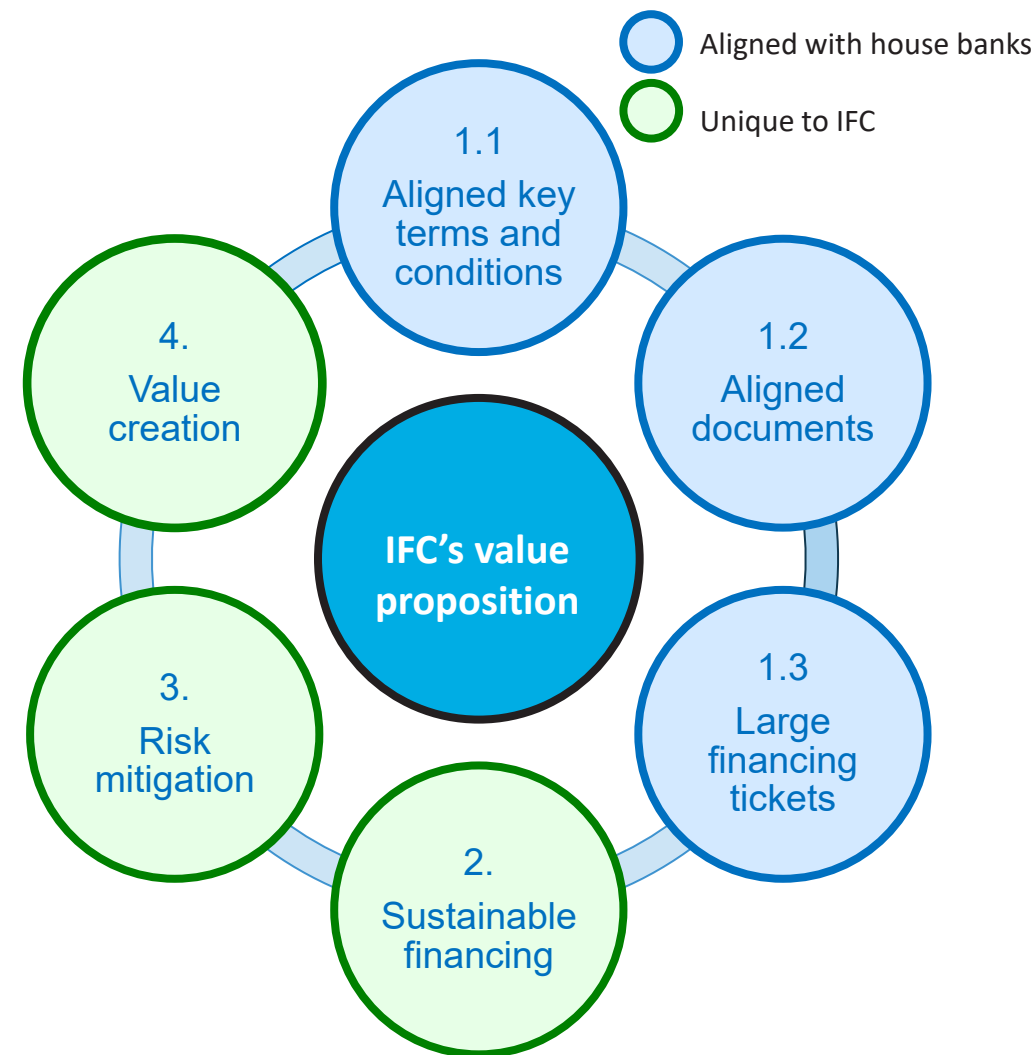 Aligned with house banks
Unique to IFC
1.1
Aligned key
terms and
conditions
1.2
Aligned
documents
1.3
Large
financing
tickets
2.
Sustainable
financing
3.
Risk
mitigation
4.
Value
creation
IFC’s value
proposition